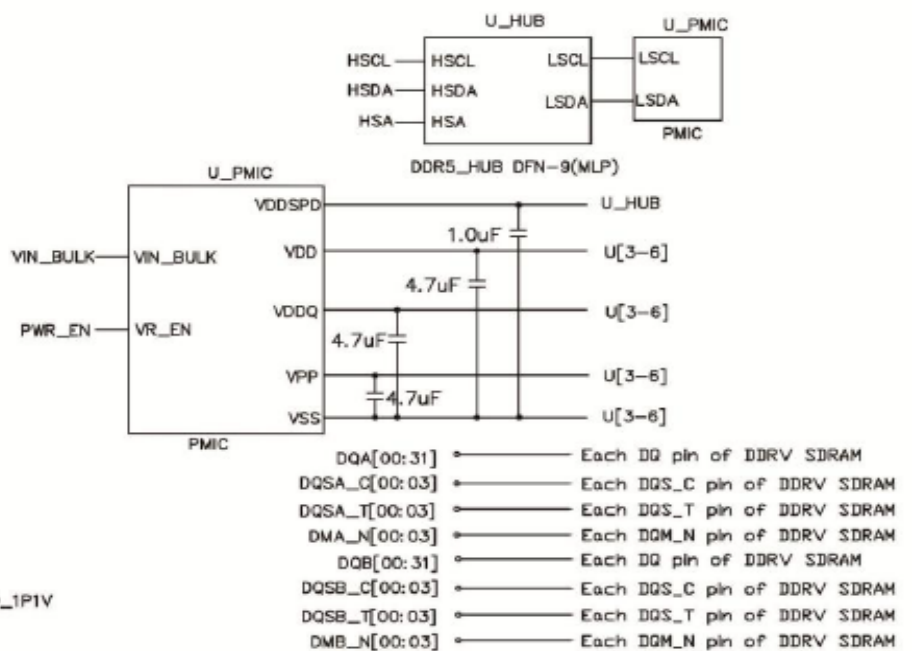 U_HUB
U_PMIC
HSCL HSCL LSCL LSCL
HSDA HSDA LSDA LSDA
HSA HSA
PMIC
DDR5_HUB DFN-9(MLP)
U_PMIC
VDDSPD U_HUB
1.0uF
VIN_BULK VIN_BULK VDD U[3-6]
4.7uF
VDDQ U[3-6]
PWR_EN VR_EN
4.7uF
VPP U[3-6]
4.7uF
VSS U[3-6]
PMIC
DQA[00:31] Each DQ pin of DDRV SDRAM
DQSA_C[00:03] Each DQS_C pin of DDRV SDRAM
DQSA_T[00:03] Each DQS_T pin of DDRV SDRAM
DMA_N[00:03] Each DQM_N pin of DDRV SDRAM
DQB[00:31] Each DQ pin of DDRV SDRAM
DQSB_C[00:03] Each DQS_C pin of DDRV SDRAM
_1P1V
DQSB_T[00:03] Each DQS_T pin of DDRV SDRAM
DMB_N[00:03] Each DQM_N pin of DDRV SDRAM